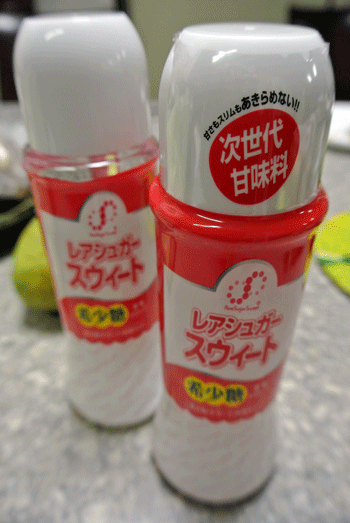 甘さもスリムもあきらめない!!
次世代
甘味料
レアシュガー
スウィート
希少糖
レアシュガー
スウィート
希少糖